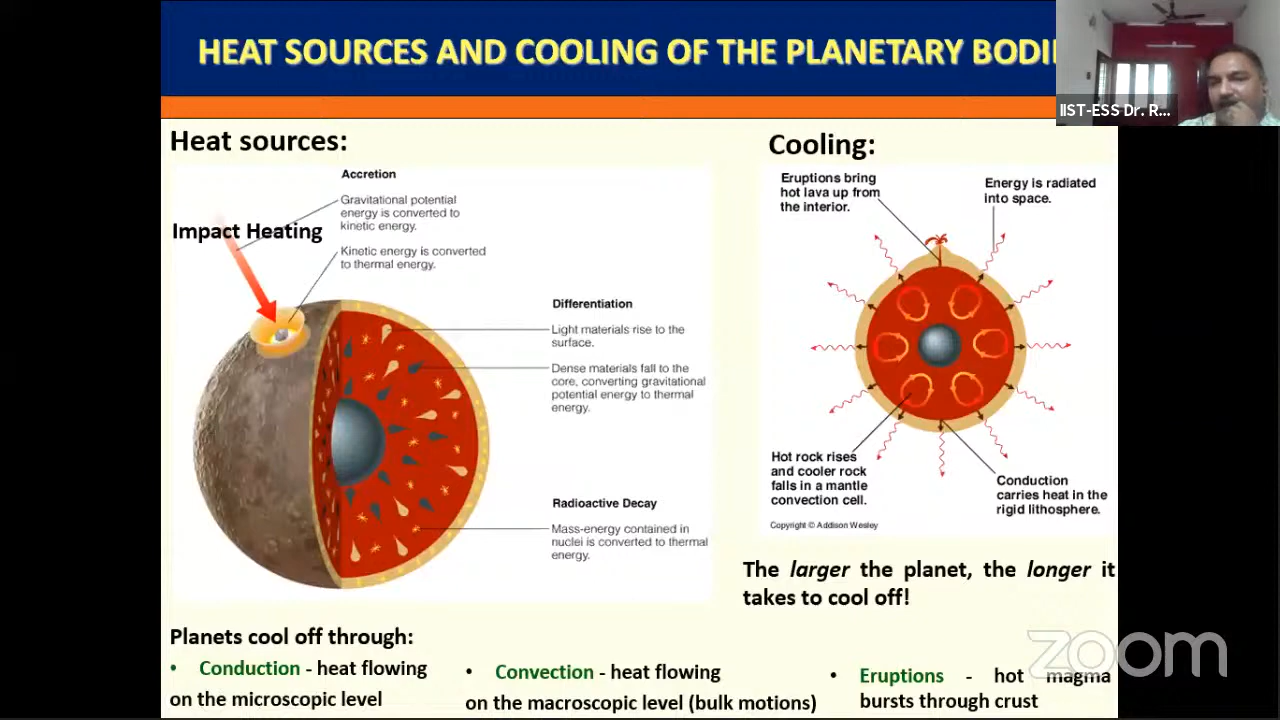 HEAT SOURCES AND COOLING OF THE PLANETARY BODI
IIST-ESS Dr. R...
Heat sources:
Accretion
Gravitational potential
energy is converted to
kinetic energy.
Impact Heating
Kinetic energy is converted
to thermal energy.
Differentiation
Light materials rise to the
surface.
Dense materials fall to the
core, converting gravitational
potential energy to thermal
energy.
Radioactive Decay
Mass-energy contained in
nuclei is converted to thermal
energy.
Cooling:
Eruptions bring
hot lava up from
the interior.
Energy is radiated
into space.
Hot rock rises
and cooler rock
falls in a mantle
convection cell.
Conduction
carries heat in the
rigid lithosphere.
Copyright © Addison Wesley
The larger the planet, the longer it
takes to cool off!
Planets cool off through:
• Conduction - heat flowing
on the microscopic level
• Convection - heat flowing
on the macroscopic level (bulk motions)
• Eruptions - hot magma
bursts through crust
zoom